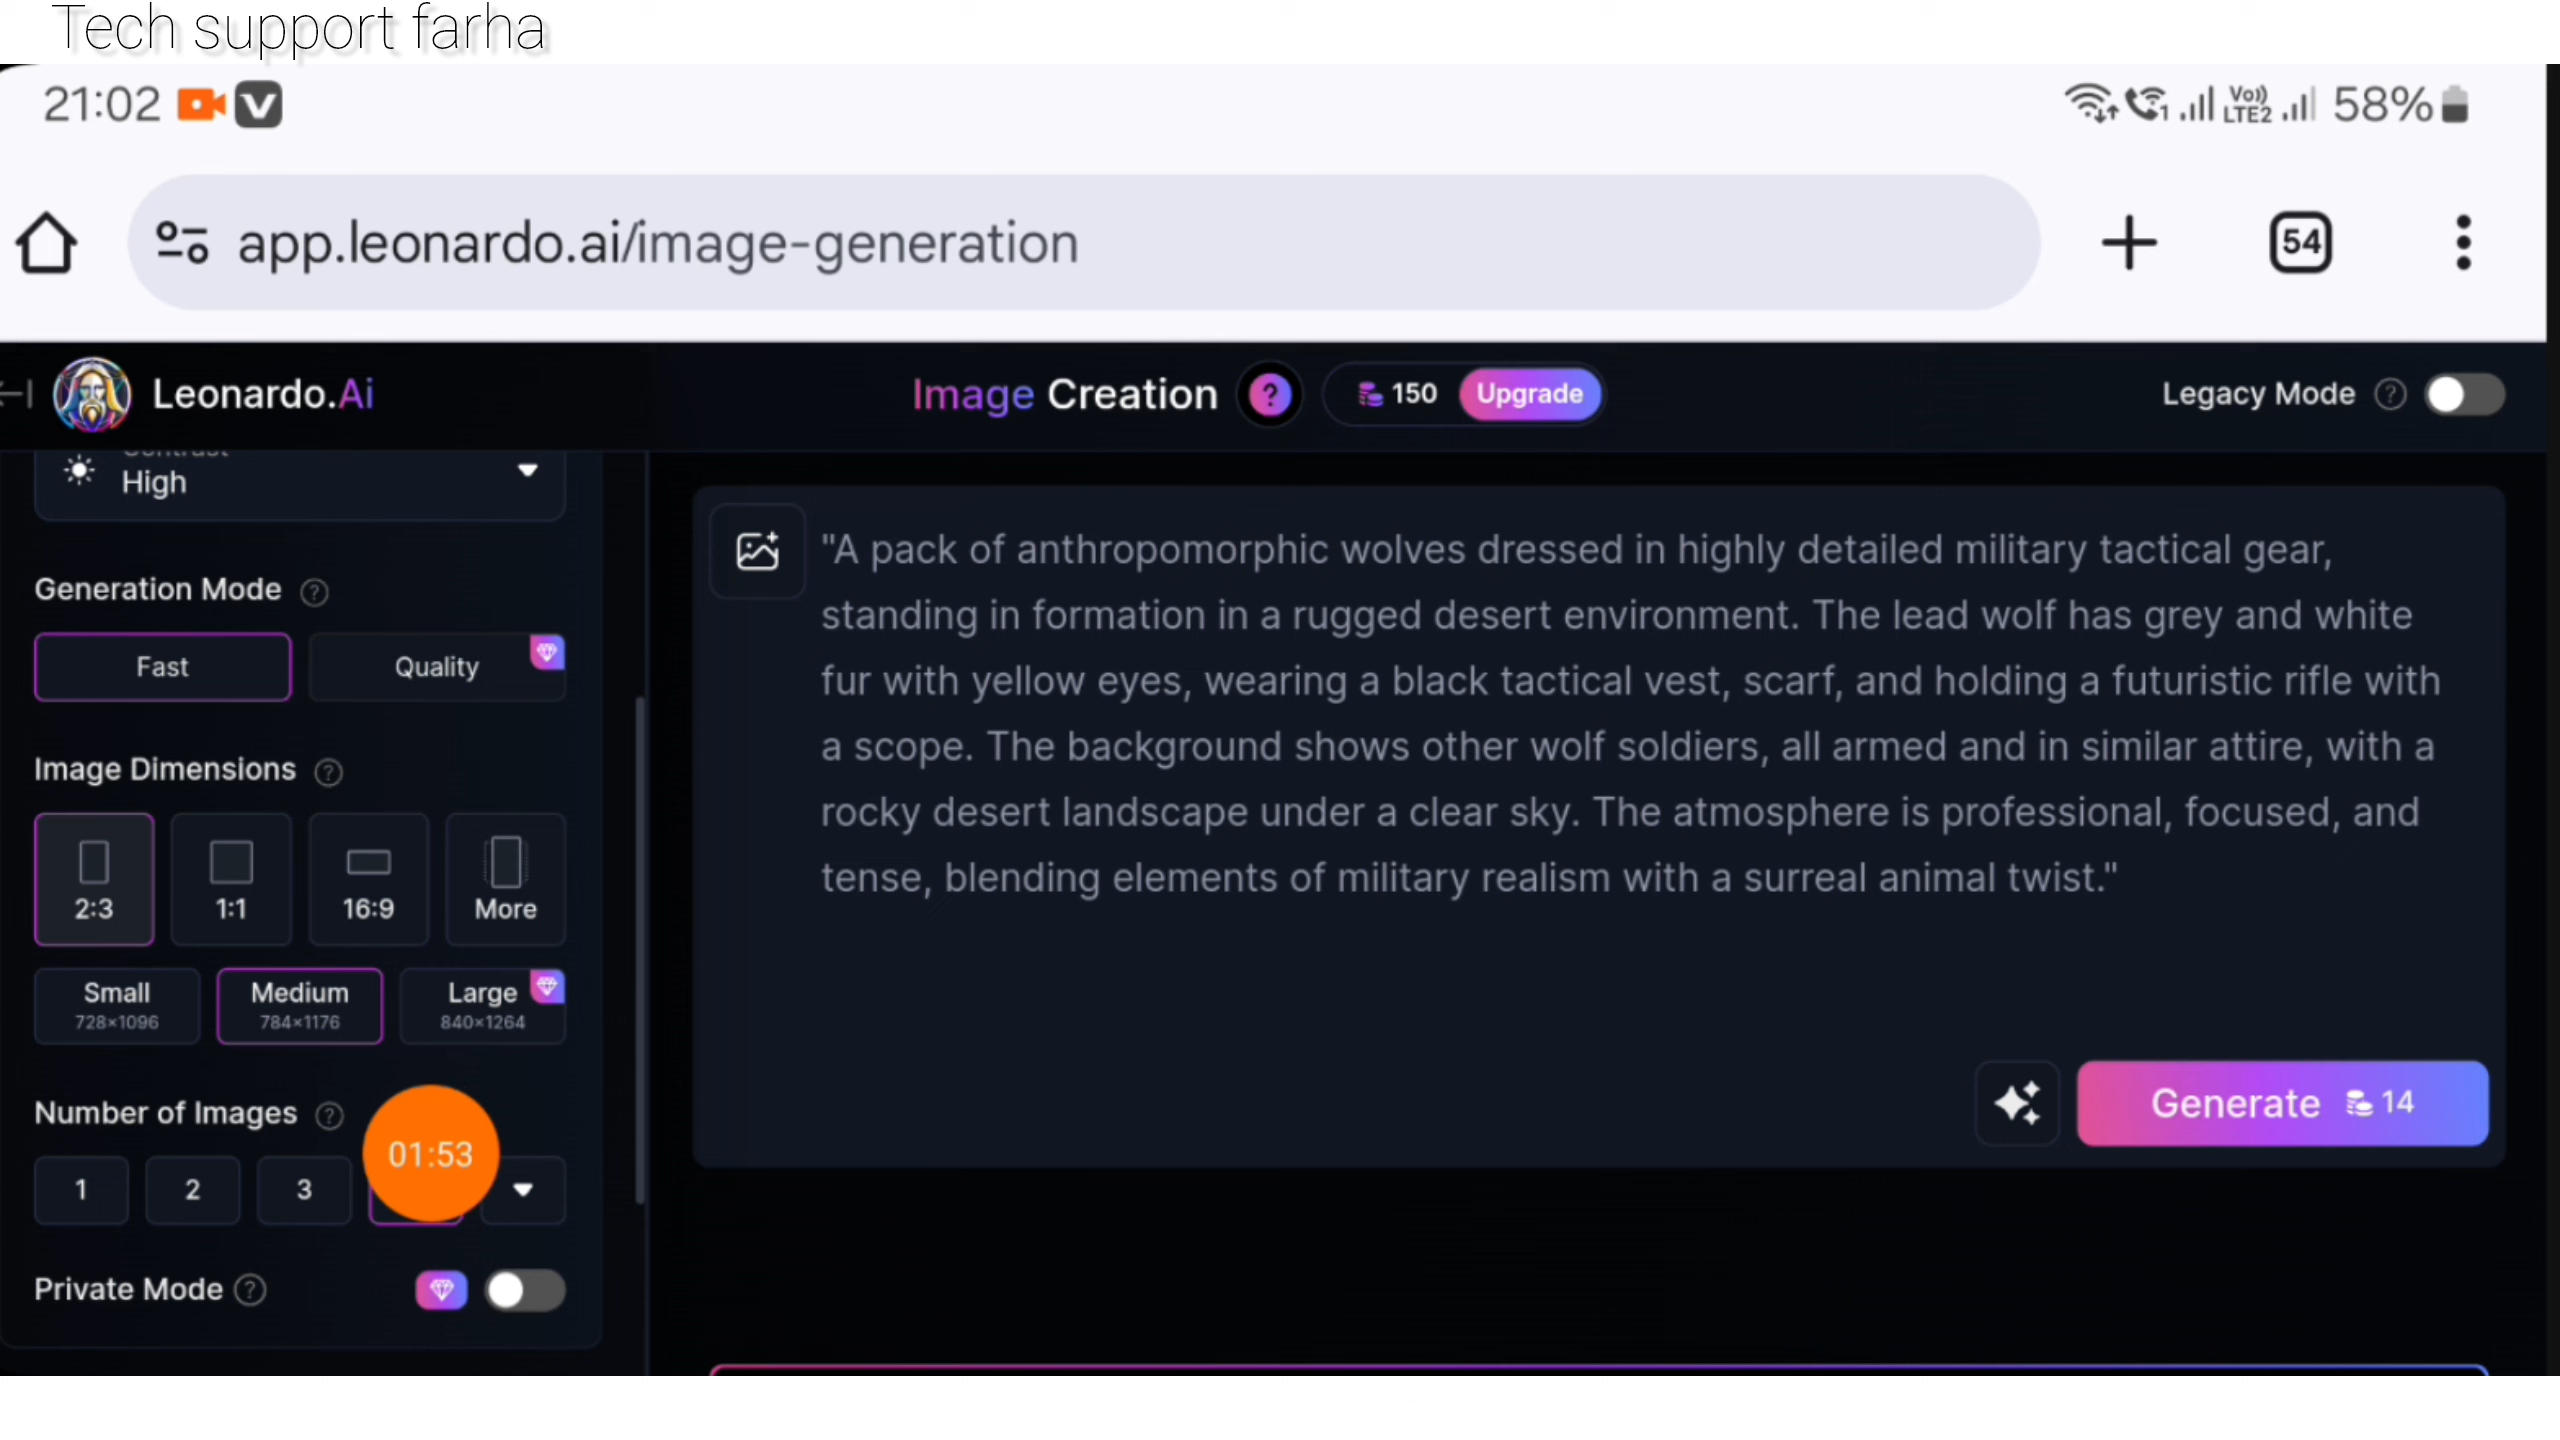 Tech support farha
21:02
Vo)) LTE2
58%
app.leonardo.ai/image-generation
54
Leonardo.Ai
Image Creation
?
150
Upgrade
Legacy Mode ?
Contrast
High
Generation Mode ?
Fast
Quality
Image Dimensions ?
2:3
1:1
16:9
More
Small
728×1096
Medium
784×1176
Large
840×1264
Number of Images ?
01:53
1
2
3
Private Mode ?
"A pack of anthropomorphic wolves dressed in highly detailed military tactical gear,
standing in formation in a rugged desert environment. The lead wolf has grey and white
fur with yellow eyes, wearing a black tactical vest, scarf, and holding a futuristic rifle with
a scope. The background shows other wolf soldiers, all armed and in similar attire, with a
rocky desert landscape under a clear sky. The atmosphere is professional, focused, and
tense, blending elements of military realism with a surreal animal twist."
Generate 14